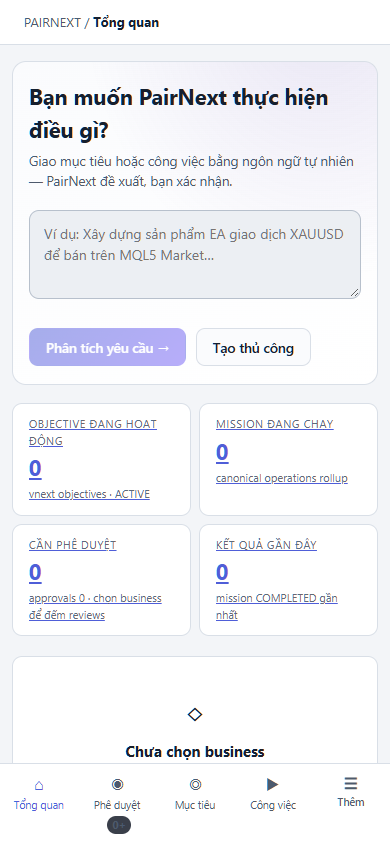 PAIRNEXT / Tổng quan
Bạn muốn PairNext thực hiện
điều gì?
Giao mục tiêu hoặc công việc bằng ngôn ngữ tự nhiên
— PairNext đề xuất, bạn xác nhận.
Ví dụ: Xây dựng sản phẩm EA giao dịch XAUUSD
để bán trên MQL5 Market...
Phân tích yêu cầu →
Tạo thủ công
OBJECTIVE ĐANG HOẠT
ĐỘNG
0
vnext objectives · ACTIVE
MISSION ĐANG CHẠY
0
canonical operations rollup
CẦN PHÊ DUYỆT
0
approvals 0 · chọn business
để đếm reviews
KẾT QUẢ GẦN ĐÂY
0
mission COMPLETED gần
nhất
Chưa chọn business
Tổng quan
Phê duyệt
0+
Mục tiêu
Công việc
Thêm